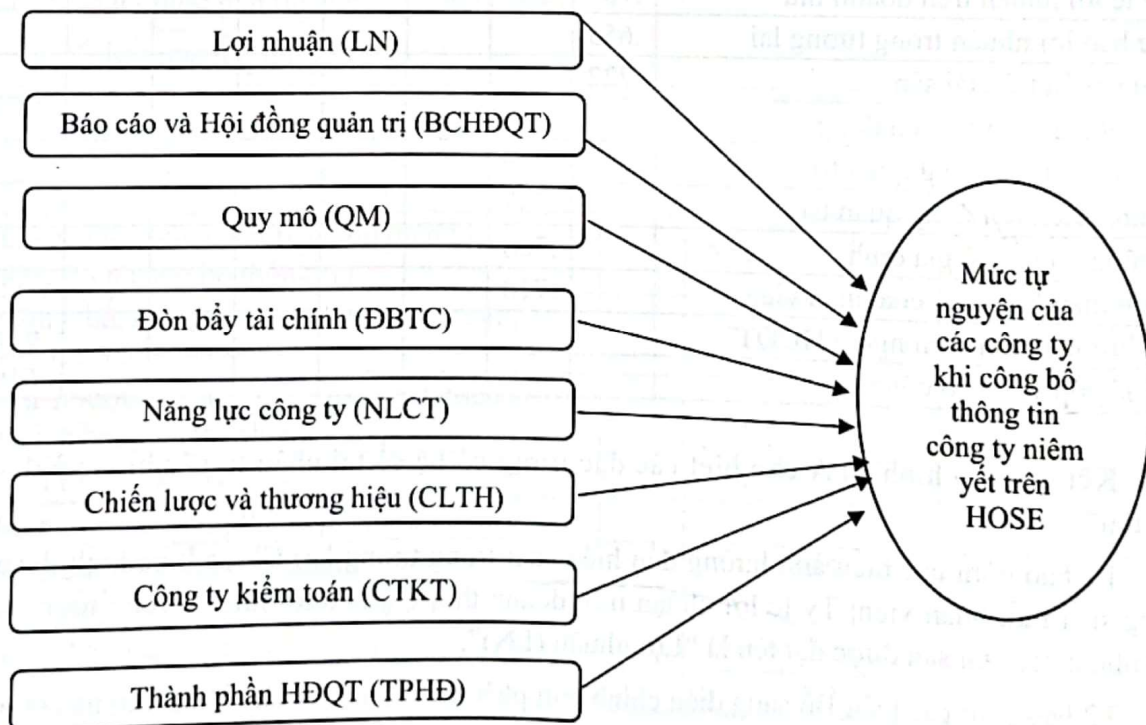 Lợi nhuận (LN)
Báo cáo và Hội đồng quản trị (BCHĐQT)
Quy mô (QM)
Đòn bẩy tài chính (ĐBTC)
Năng lực công ty (NLCT)
Chiến lược và thương hiệu (CLTH)
Công ty kiểm toán (CTKT)
Thành phần HĐQT (TPHĐ)
Mức tự
nguyện của
các công ty
khi công bố
thông tin
công ty niêm
yết trên
HOSE